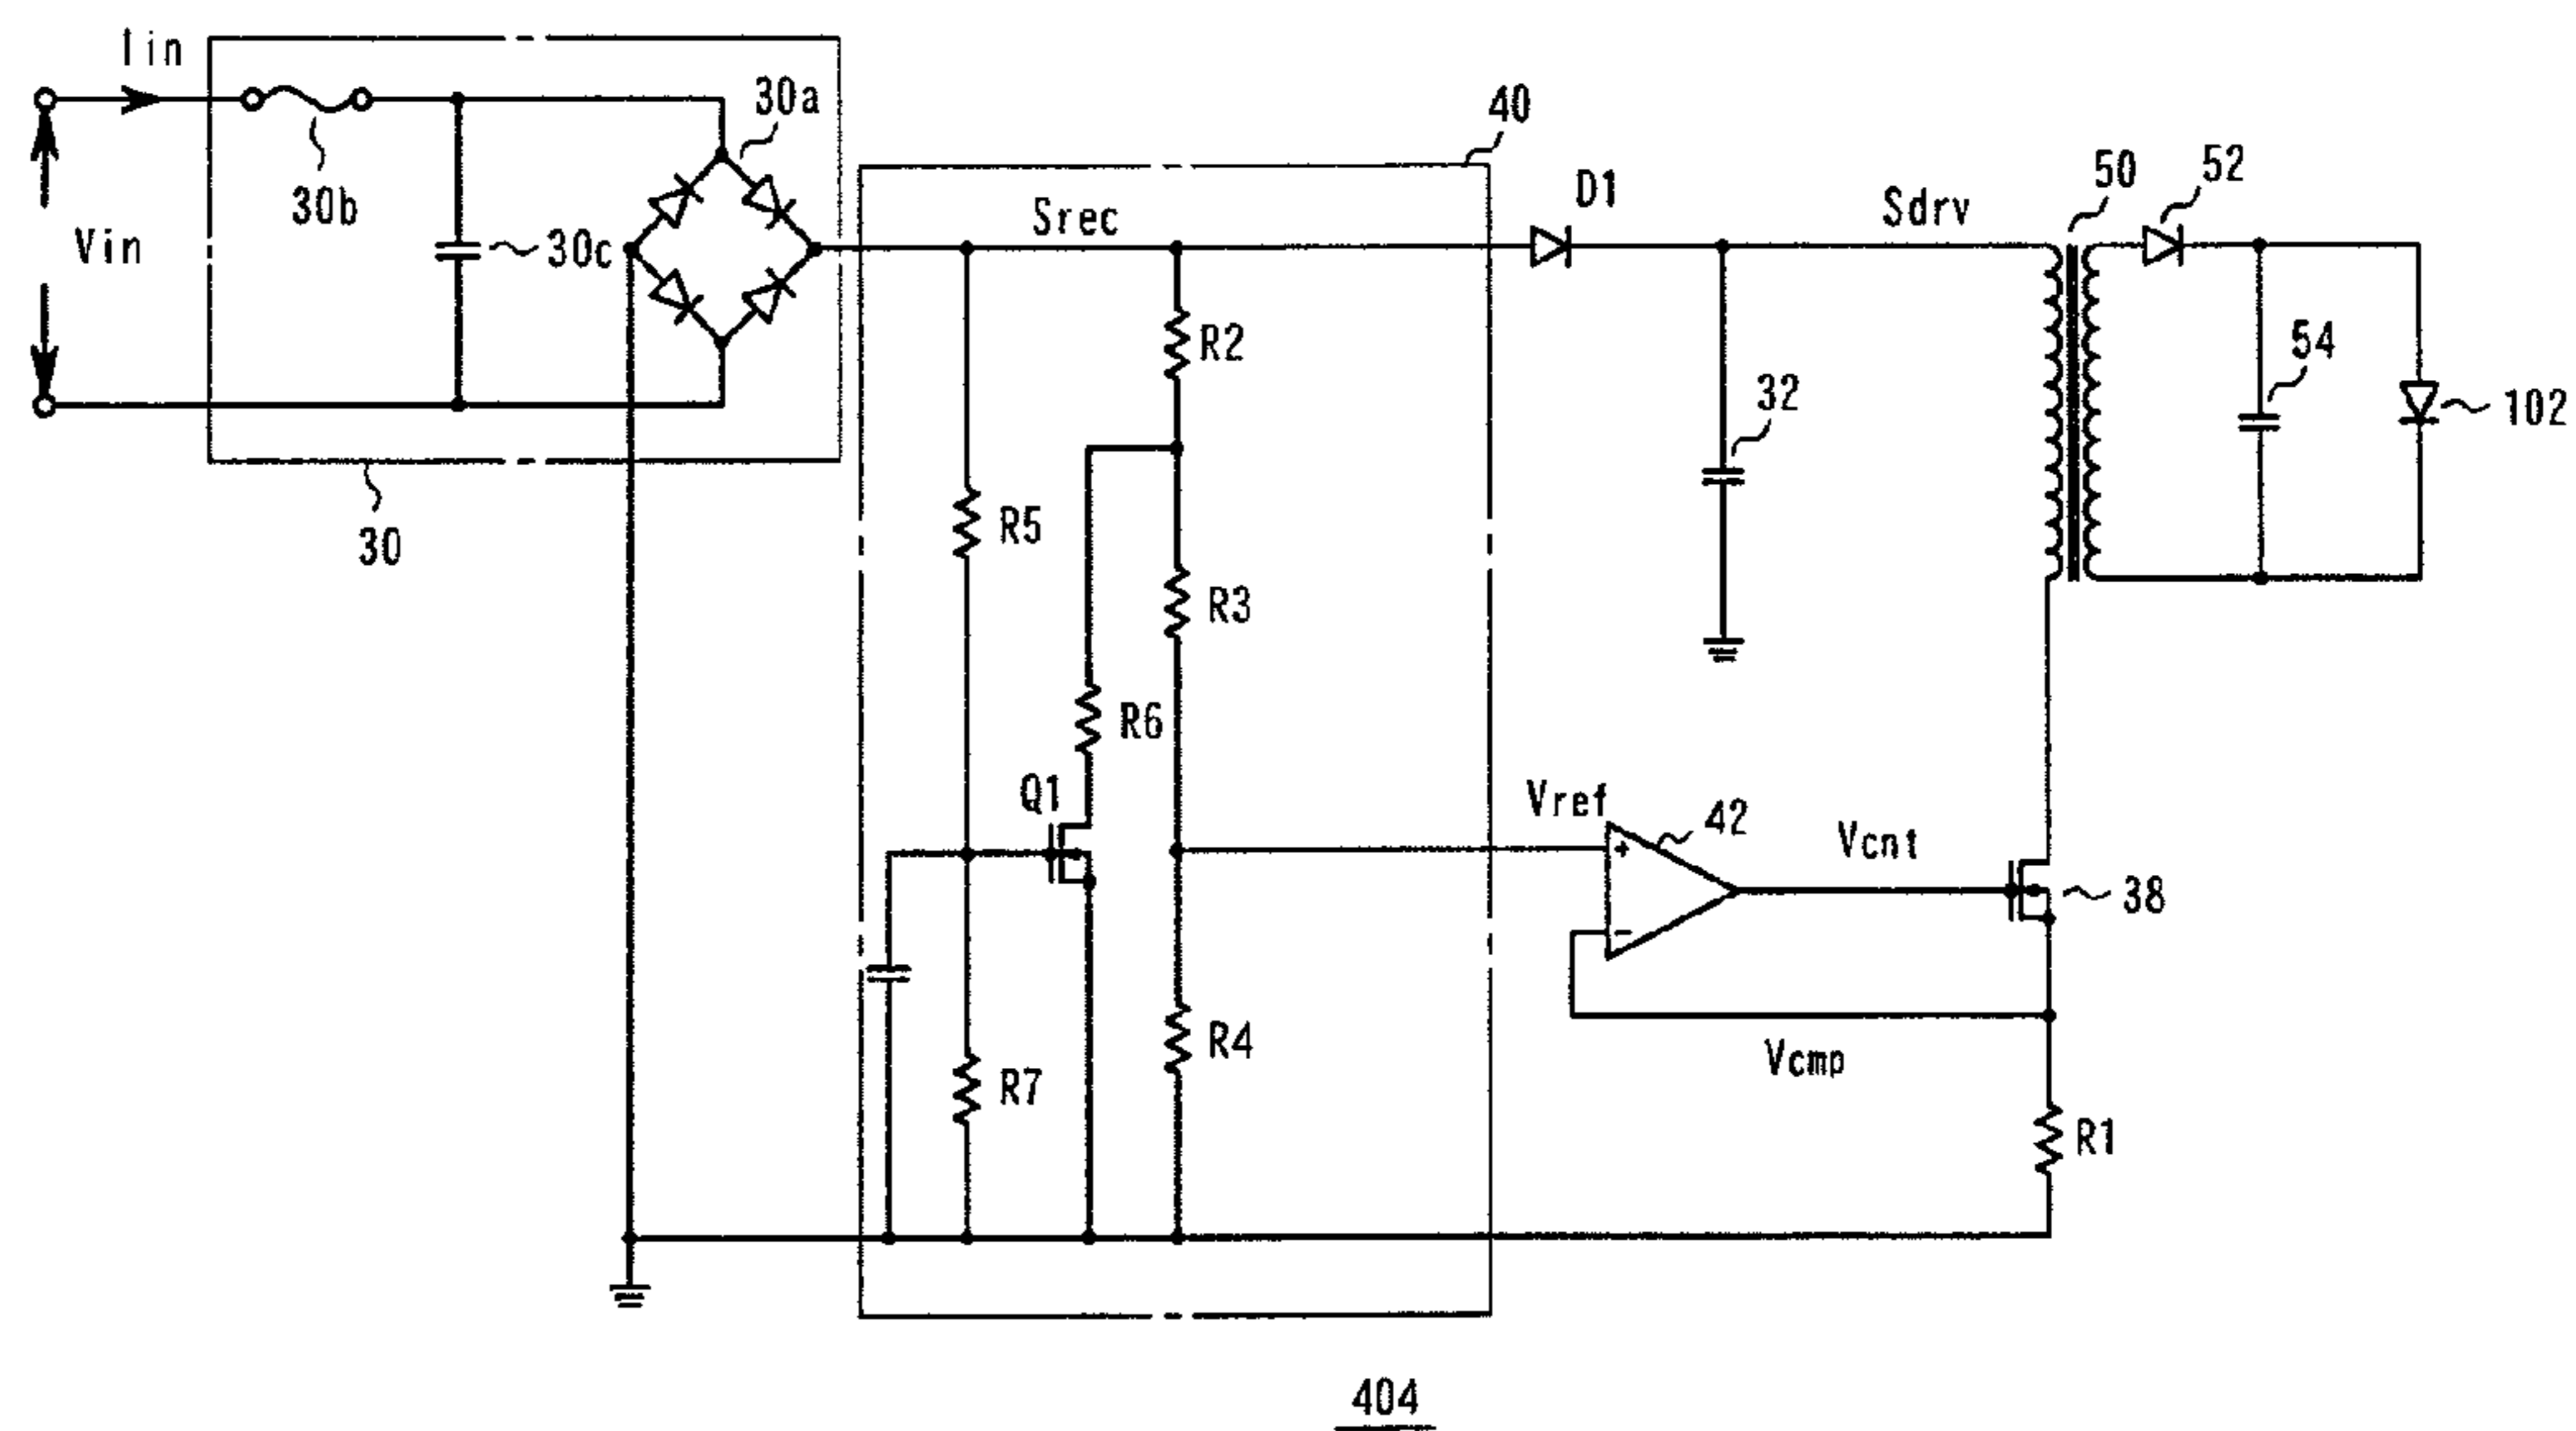 Iin
30a
40
30b
Vin
30c
Srec
D1
Sdrv
50
52
R2
54
32
102
30
R5
R3
R6
Q1
Vref
42
Vcnt
+
38
-
R4
Vcmp
R7
R1
404